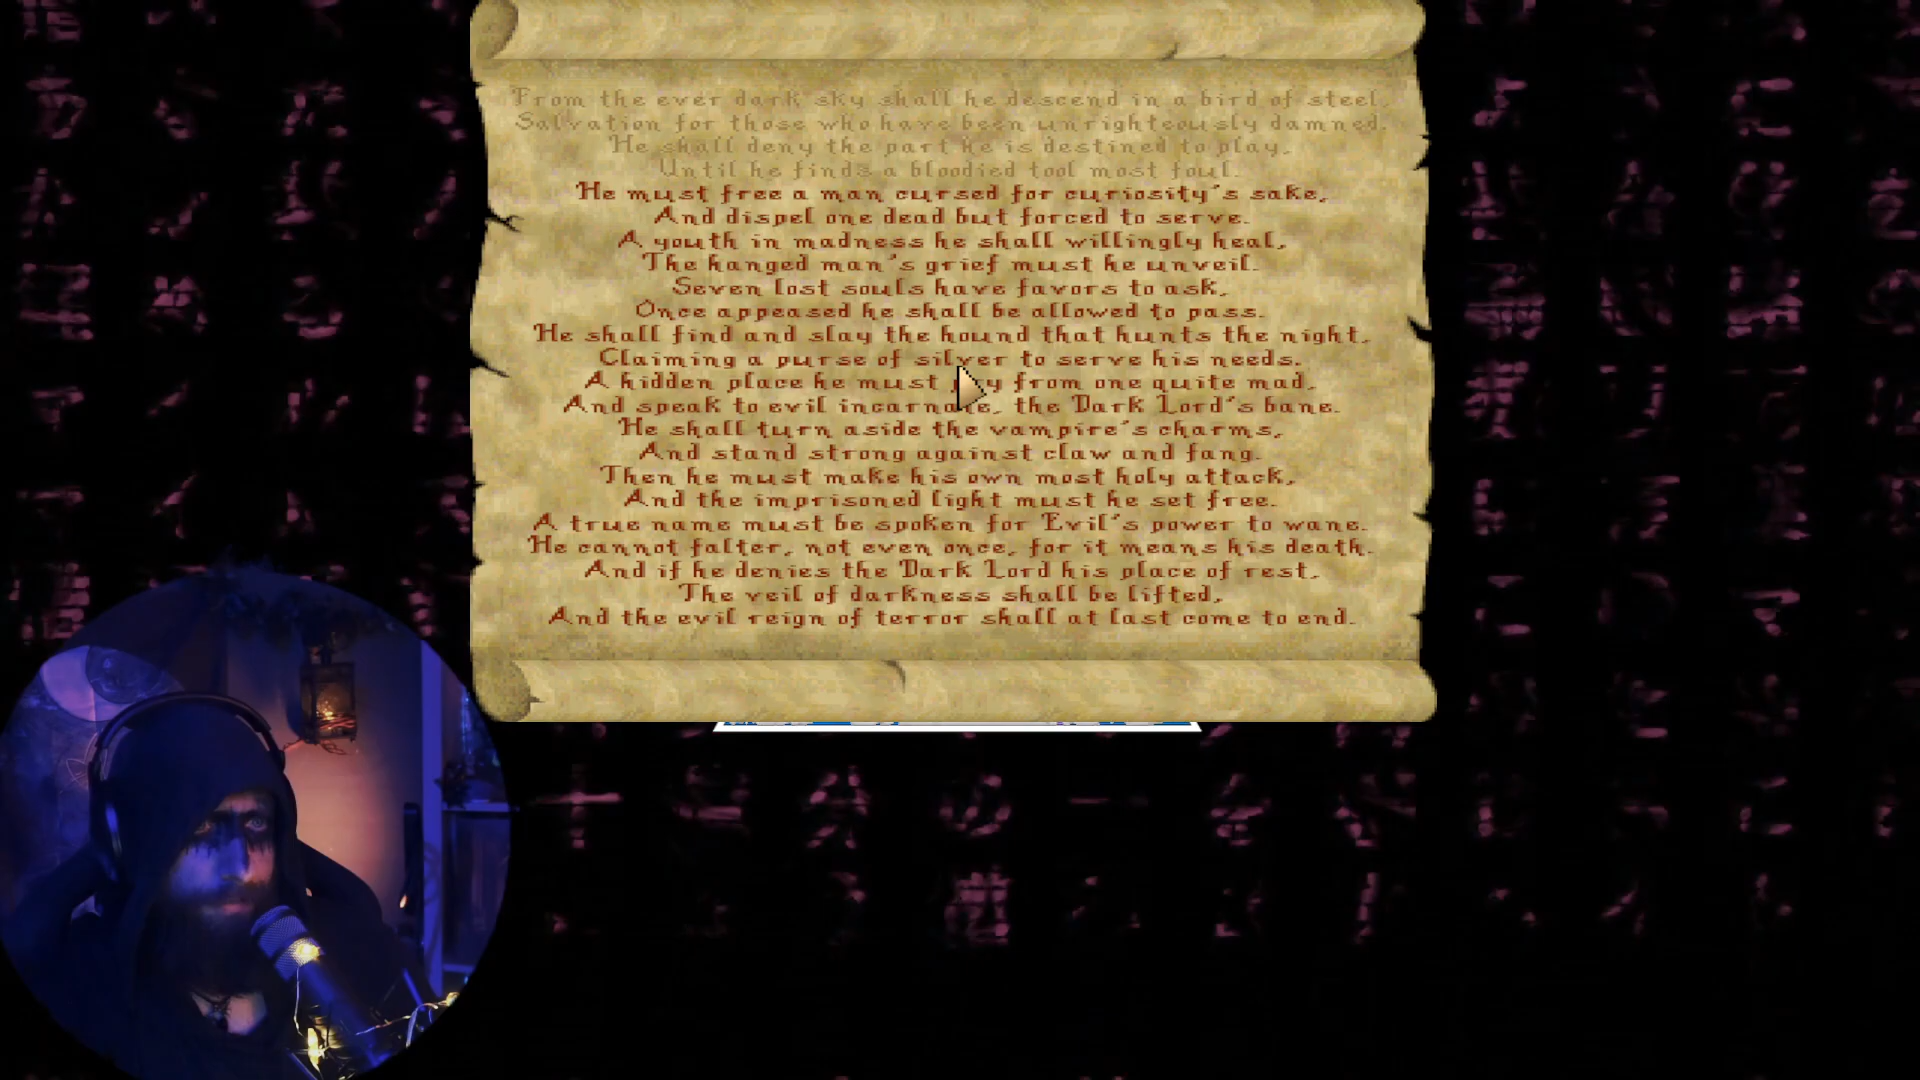 From the ever dark sky shall he descend in a bird of steel,
Salvation for those who have been unrighteously damned.
He shall deny the part he is destined to play,
Until he finds a bloodied tool most foul.
He must free a man cursed for curiosity's sake,
And dispel one dead but forced to serve.
A youth in madness he shall willingly heal,
The hanged man's grief must he unveil.
Seven lost souls have favors to ask,
Once appeased he shall be allowed to pass.
He shall find and slay the hound that hunts the night,
Claiming a purse of silver to serve his needs.
A hidden place he must from one quite mad,
And speak to evil incarnate, the Dark Lord's bane.
He shall turn aside the vampire's charms,
And stand strong against claw and fang.
Then he must make his own most holy attack,
And the imprisoned light must he set free.
A true name must be spoken for Evil's power to wane.
He cannot falter, not even once, for it means his death.
And if he denies the Dark Lord his place of rest,
The veil of darkness shall be lifted,
And the evil reign of terror shall at last come to end.